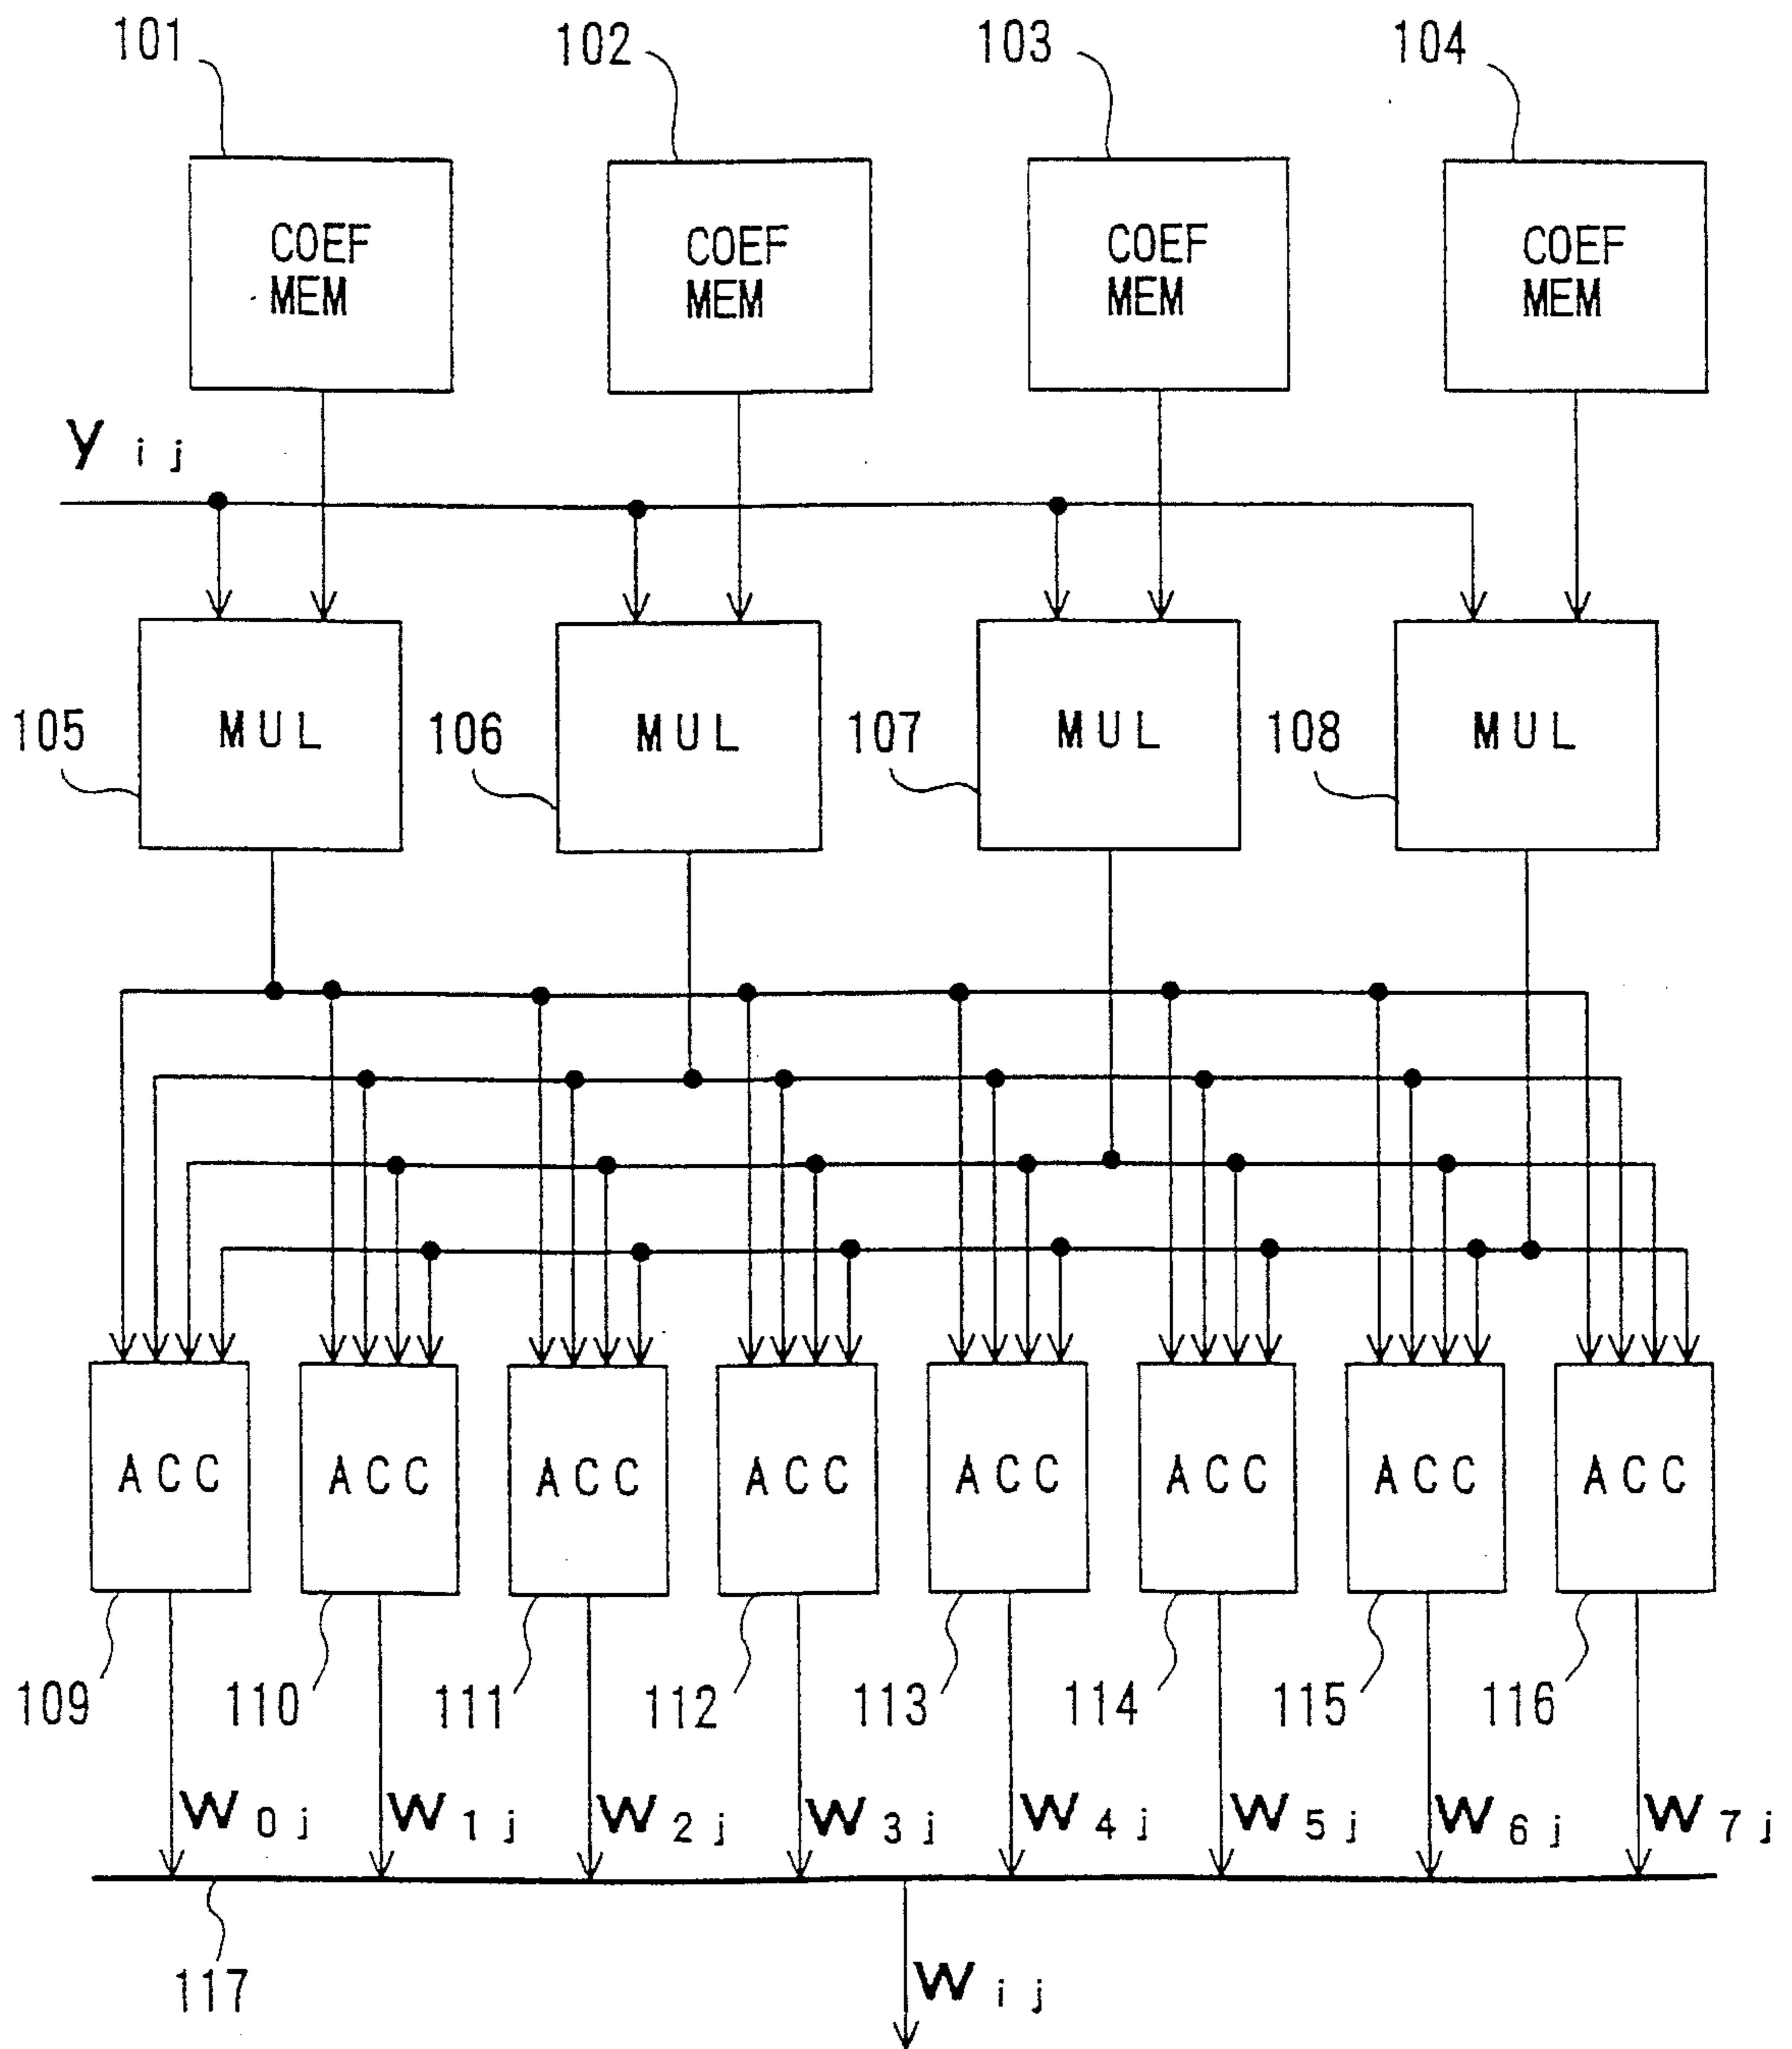 101 102 103 104
COEF MEM COEF MEM COEF MEM COEF MEM
y i j
105 MUL 106 MUL 107 MUL 108 MUL
ACC ACC ACC ACC ACC ACC ACC ACC
109 110 111 112 113 114 115 116
W 0 j W 1 j W 2 j W 3 j W 4 j W 5 j W 6 j W 7 j
117
W i j